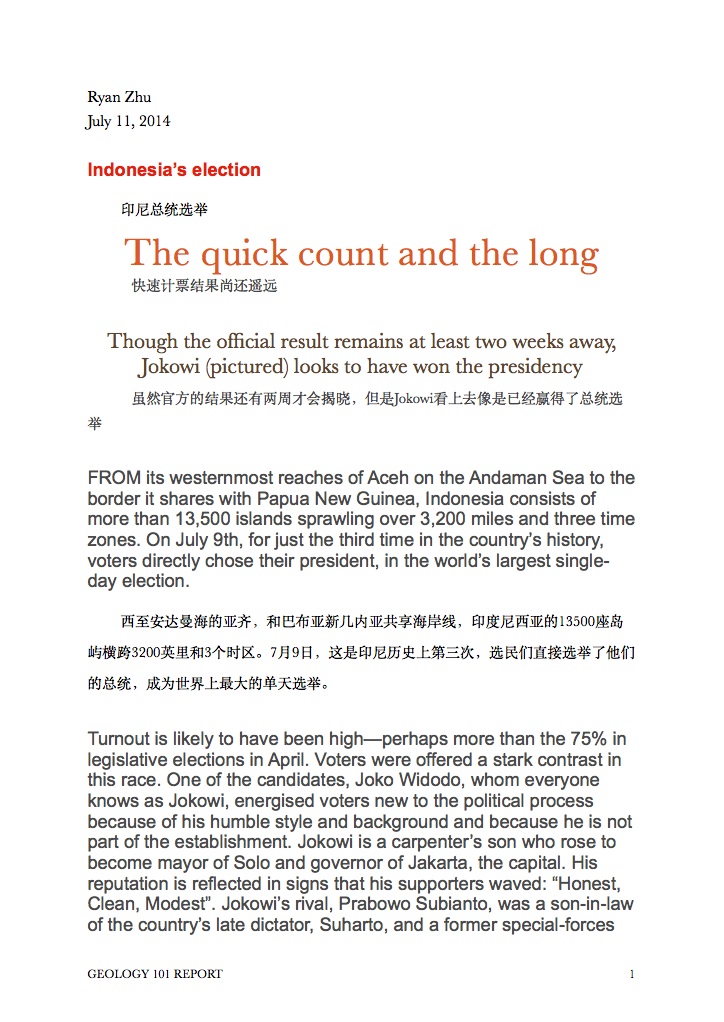 Ryan Zhu
July 11, 2014
Indonesia’s election
印尼总统选举
The quick count and the long
快速计票结果尚还遥远
Though the official result remains at least two weeks away,
Jokowi (pictured) looks to have won the presidency
虽然官方的结果还有两周才会揭晓，但是Jokowi看上去像是已经赢得了总统选
举
FROM its westernmost reaches of Aceh on the Andaman Sea to the
border it shares with Papua New Guinea, Indonesia consists of
more than 13,500 islands sprawling over 3,200 miles and three time
zones. On July 9th, for just the third time in the country’s history,
voters directly chose their president, in the world’s largest single-
day election.
西至安达曼海的亚齐，和巴布亚新几内亚共享海岸线，印度尼西亚的13500座岛
屿横跨3200英里和3个时区。7月9日，这是印尼历史上第三次，选民们直接选举了他们
的总统，成为世界上最大的单天选举。
Turnout is likely to have been high—perhaps more than the 75% in
legislative elections in April. Voters were offered a stark contrast in
this race. One of the candidates, Joko Widodo, whom everyone
knows as Jokowi, energised voters new to the political process
because of his humble style and background and because he is not
part of the establishment. Jokowi is a carpenter’s son who rose to
become mayor of Solo and governor of Jakarta, the capital. His
reputation is reflected in signs that his supporters waved: “Honest,
Clean, Modest”. Jokowi’s rival, Prabowo Subianto, was a son-in-law
of the country’s late dictator, Suharto, and a former special-forces
GEOLOGY 101 REPORT 1